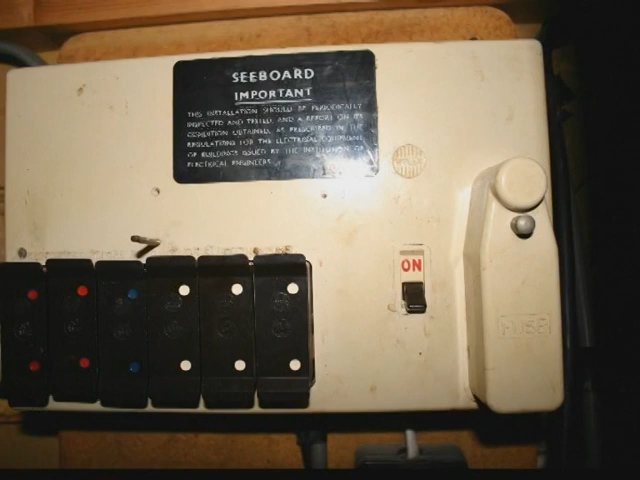 SEEBOARD
IMPORTANT
THIS INSTALLATION SHOULD BE PERIODICALLY
INSPECTED AND TESTED, AND A REPORT ON ITS
CONDITION OBTAINED, AS PRESCRIBED IN THE
REGULATIONS FOR THE ELECTRICAL EQUIPMENT
OF BUILDINGS ISSUED BY THE INSTITUTION OF
ELECTRICAL ENGINEERS
ON
FUSE